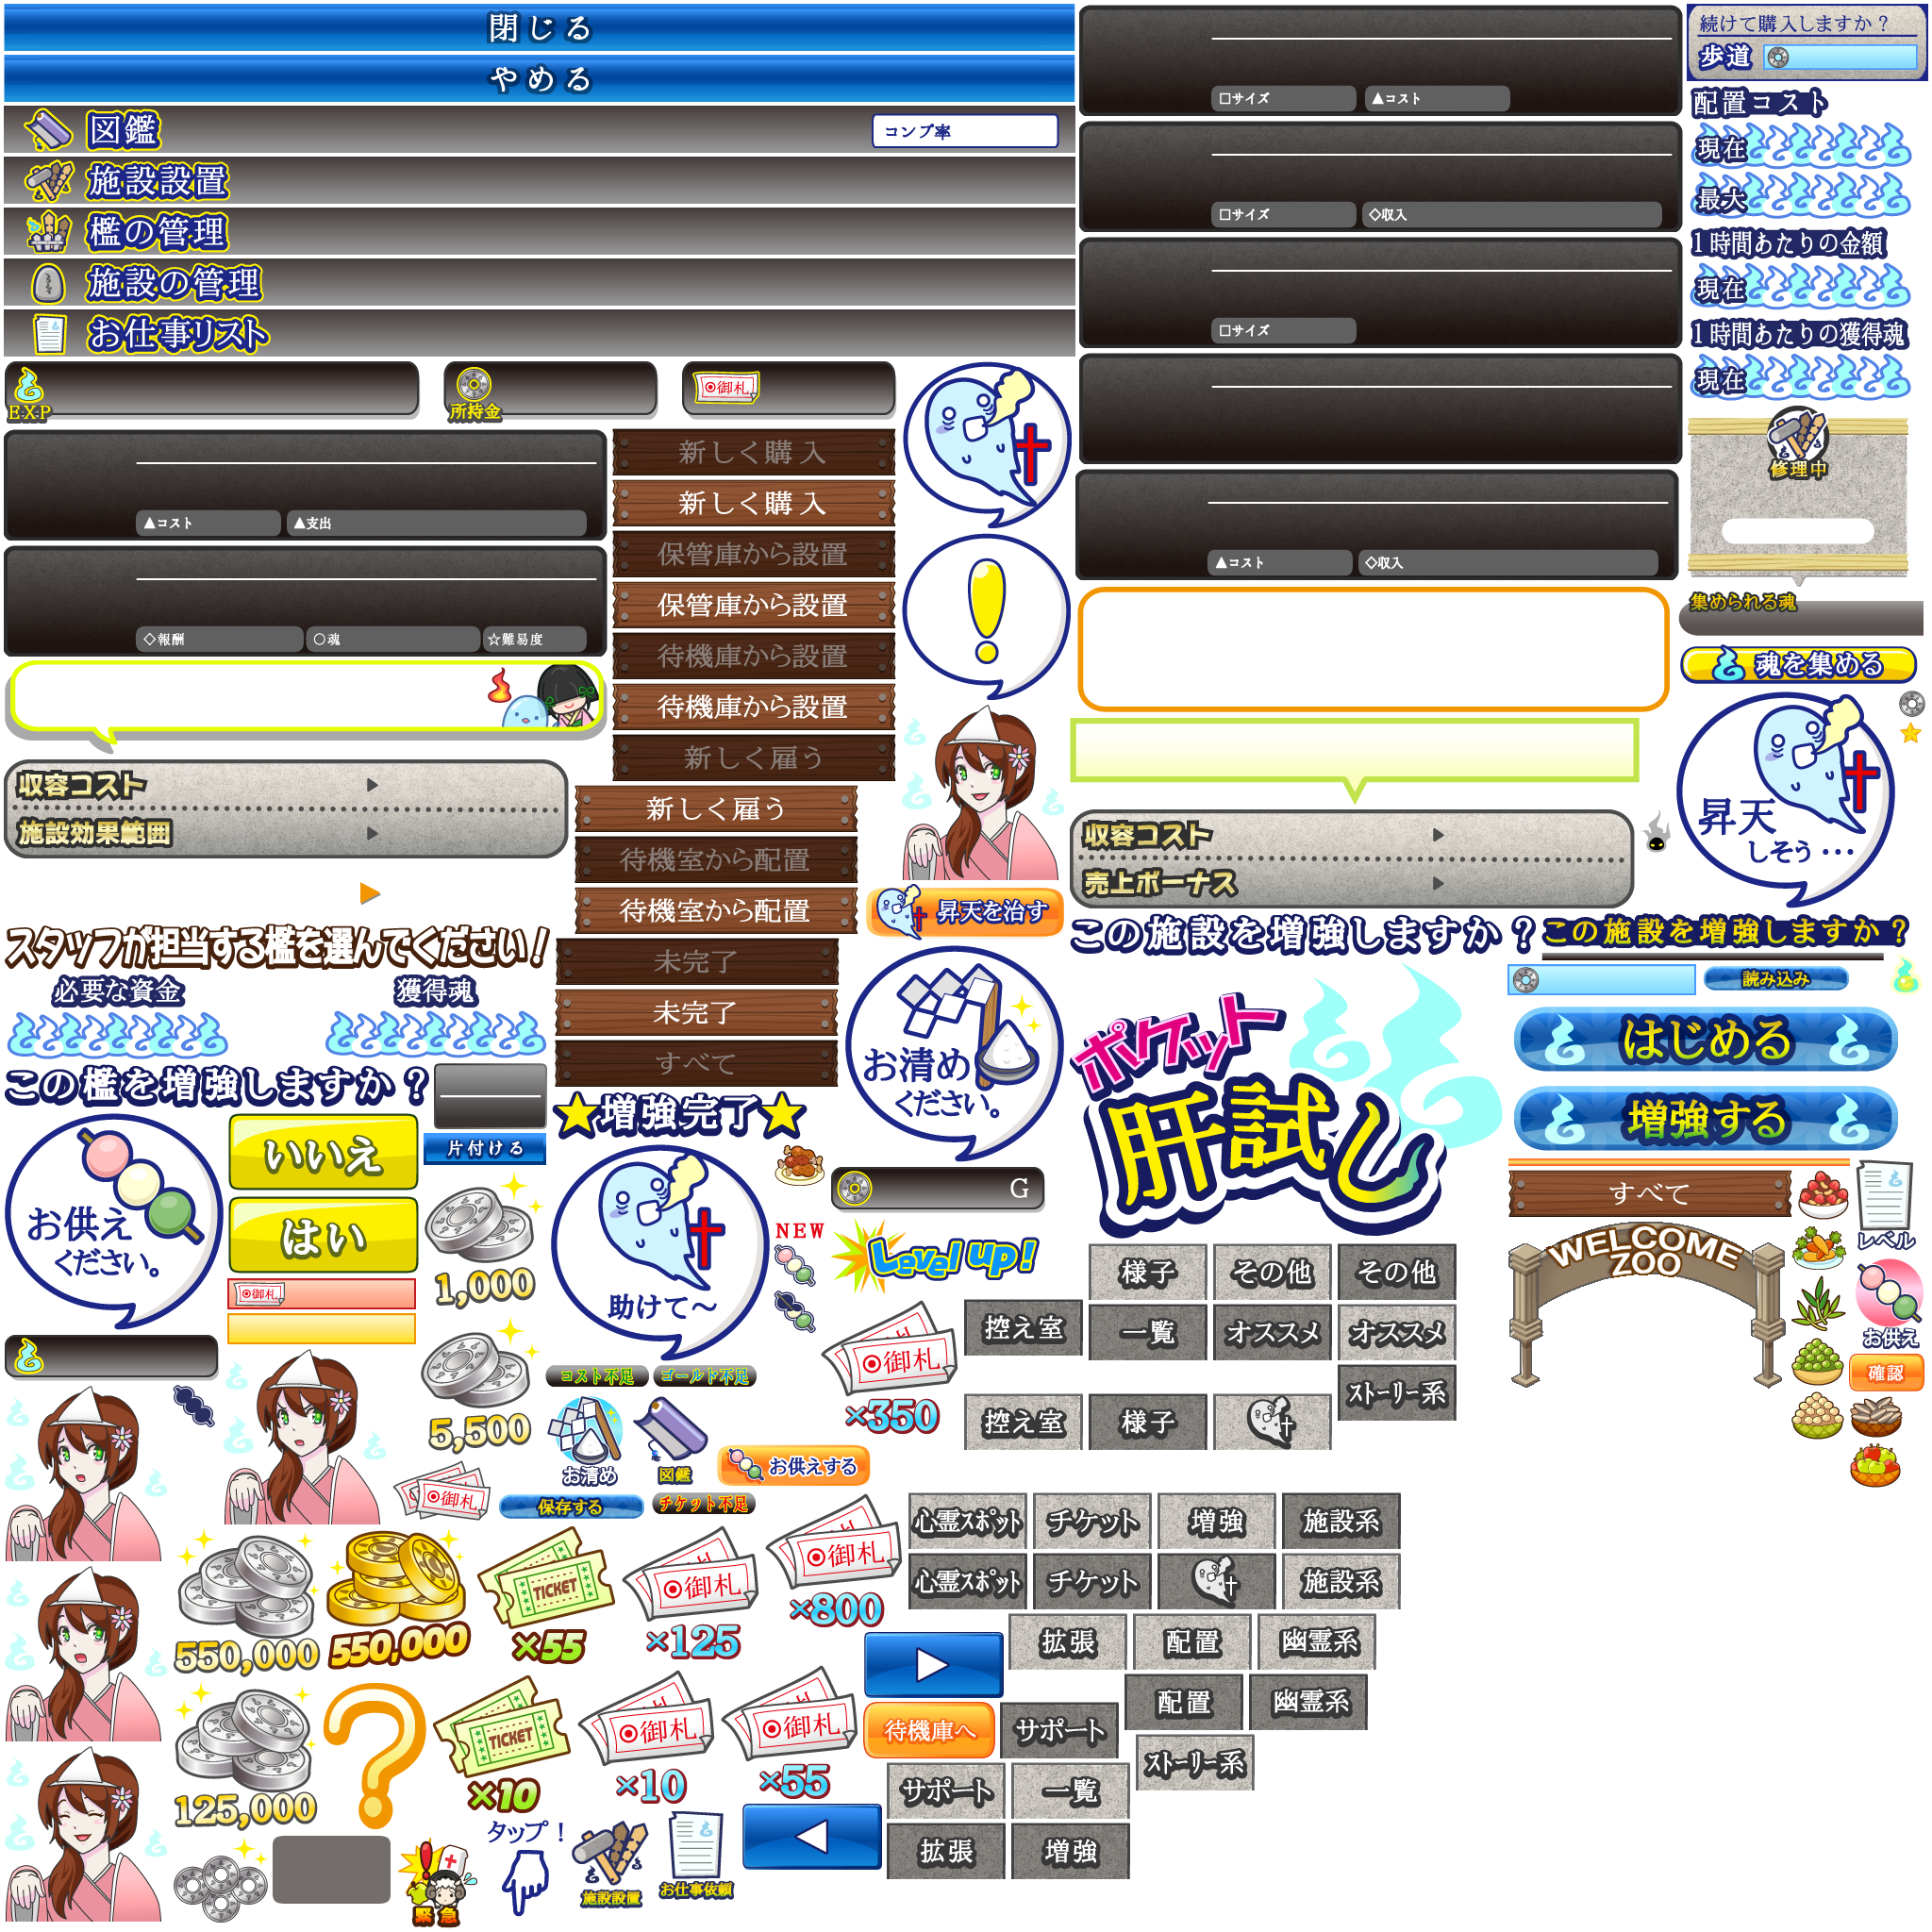 閉じる
やめる
図鑑
コンプ率
施設設置
檻の管理
施設の管理
お仕事リスト
E·X·P
所持金
御札
▲コスト
▲支出
◇報酬
○魂
☆難易度
収容コスト
施設効果範囲
スタッフが担当する檻を選んでください!
必要な資金
獲得魂
この檻を増強しますか?
新しく購入
新しく購入
保管庫から設置
保管庫から設置
待機庫から設置
待機庫から設置
新しく雇う
新しく雇う
待機室から配置
待機室から配置
未完了
未完了
すべて
★増強完了★
昇天を治す
お清め
ください。
□サイズ
▲コスト
□サイズ
◇収入
□サイズ
▲コスト
◇収入
続けて購入しますか?
歩道
配置コスト
現在
最大
1時間あたりの金額
現在
1時間あたりの獲得魂
現在
修理中
集められる魂
魂を集める
昇天
しそう…
収容コスト
売上ボーナス
この施設を増強しますか?
この施設を増強しますか?
読み込み
はじめる
増強する
ポケット
肝試し
すべて
WELCOME
ZOO
レベル
お供え
確認
お供え
ください。
いいえ
はい
御札
片付ける
1,000
5,500
助けて〜
NEW
G
Level up!
御札
×350
コスト不足
ゴールド不足
お清め
図鑑
お供えする
保存する
チケット不足
御札
様子
その他
その他
控え室
一覧
オススメ
オススメ
ストーリー系
控え室
様子
心霊スポット
チケット
増強
施設系
心霊スポット
チケット
施設系
拡張
配置
幽霊系
配置
幽霊系
サポート
ストーリー系
サポート
一覧
拡張
増強
待機庫へ
550,000
550,000
TICKET
×55
御札
×125
御札
×800
125,000
TICKET
×10
御札
×10
御札
×55
緊急
タップ!
施設設置
お仕事依頼